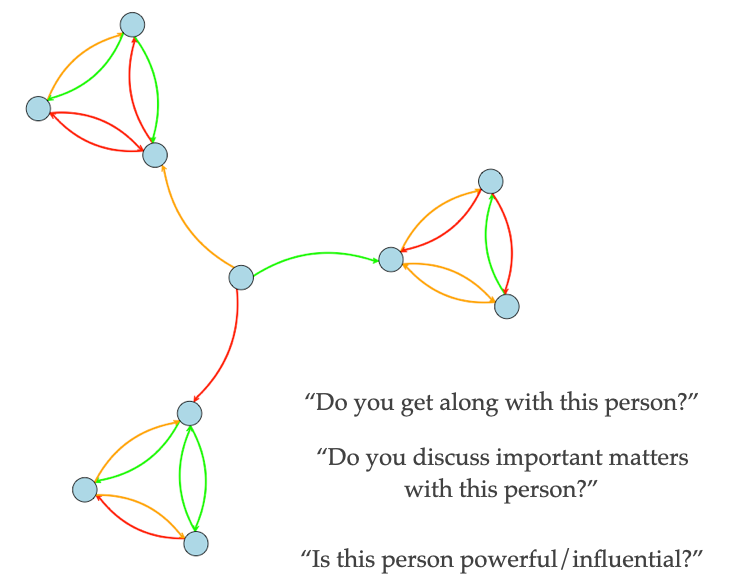 “Do you get along with this person?”
“Do you discuss important matters
with this person?”
“Is this person powerful/influential?”